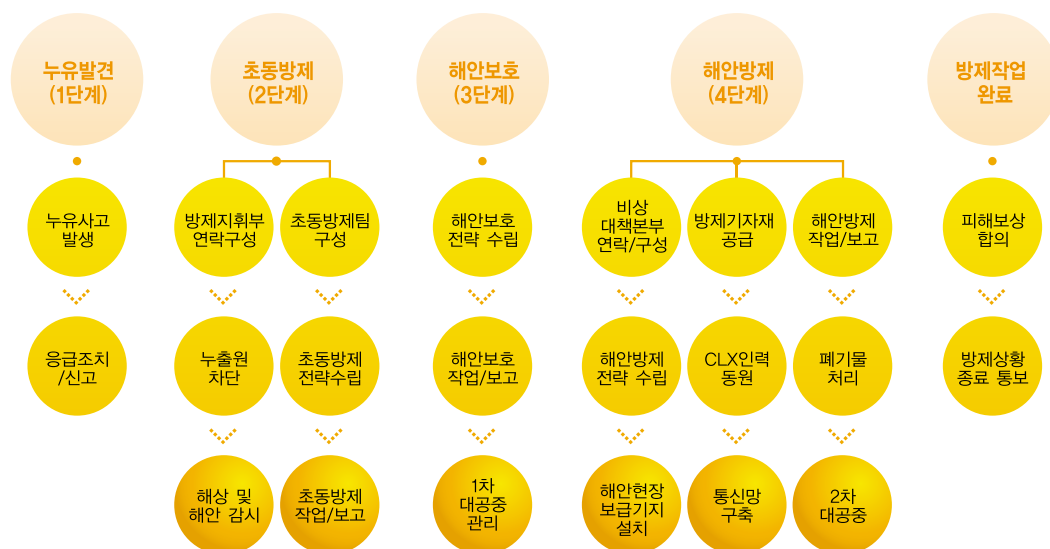 누유발견
(1단계)
초동방제
(2단계)
해안보호
(3단계)
해안방제
(4단계)
방제작업
완료
누유사고
발생
방제지휘부
연락구성
초동방제팀
구성
해안보호
전략 수립
비상
대책본부
연락/구성
방제기자재
공급
해안방제
작업/보고
피해보상
합의
응급조치
/신고
누출원
차단
초동방제
전략수립
해안보호
작업/보고
해안방제
전략 수립
CLX인력
동원
폐기물
처리
방제상황
종료 통보
해상 및
해안 감시
초동방제
작업/보고
1차
대공중
관리
해안현장
보급기지
설치
통신망
구축
2차
대공중